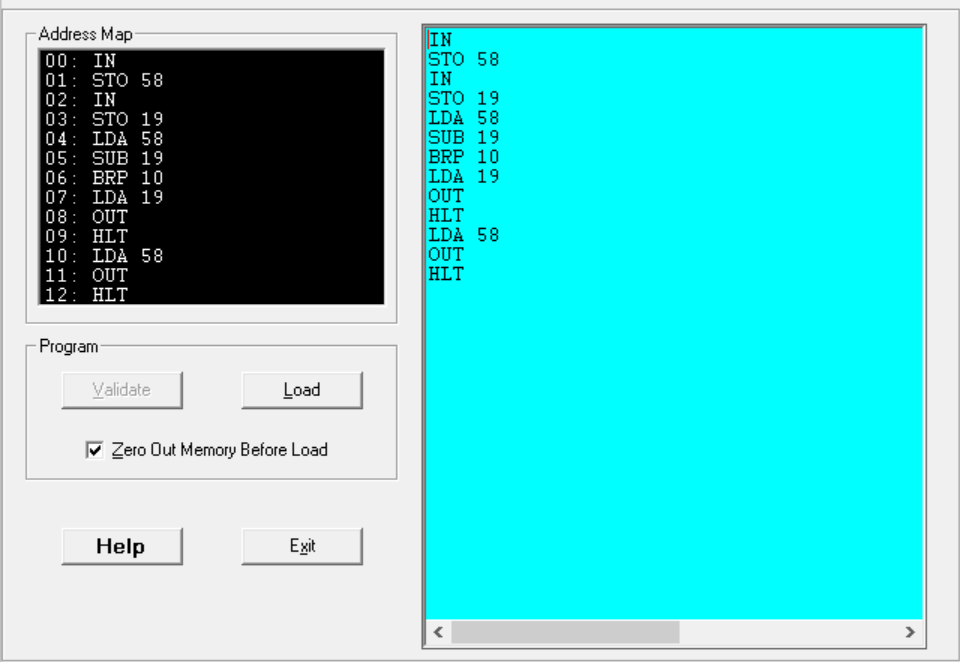 Address Map
00: IN
01: STO 58
02: IN
03: STO 19
04: LDA 58
05: SUB 19
06: BRP 10
07: LDA 19
08: OUT
09: HLT
10: LDA 58
11: OUT
12: HLT
Program
Validate
Load
Zero Out Memory Before Load
Help
Exit
IN
STO 58
IN
STO 19
LDA 58
SUB 19
BRP 10
LDA 19
OUT
HLT
LDA 58
OUT
HLT